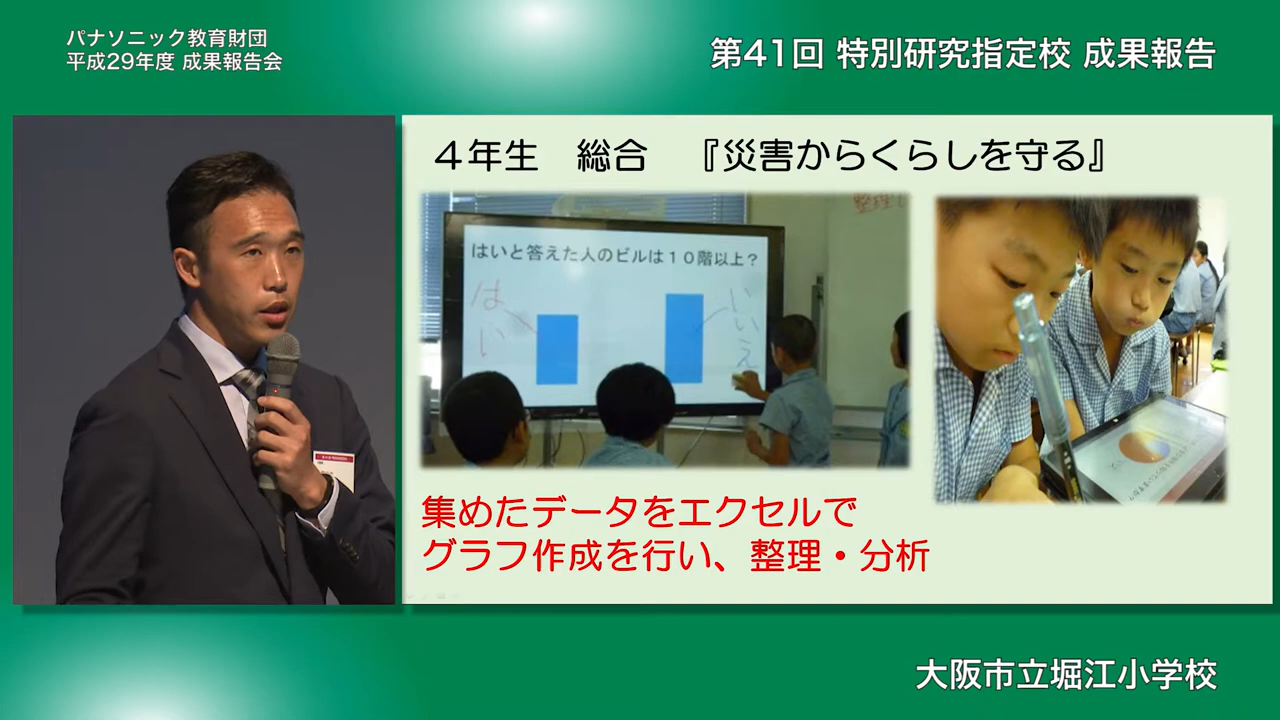 パナソニック教育財団
平成29年度 成果報告会
第41回 特別研究指定校 成果報告
４年生　総合　『災害からくらしを守る』
整理し
はいと答えた人のビルは１０階以上？
はい
いいえ
集めたデータをエクセルで
グラフ作成を行い、整理・分析
大阪市立堀江小学校